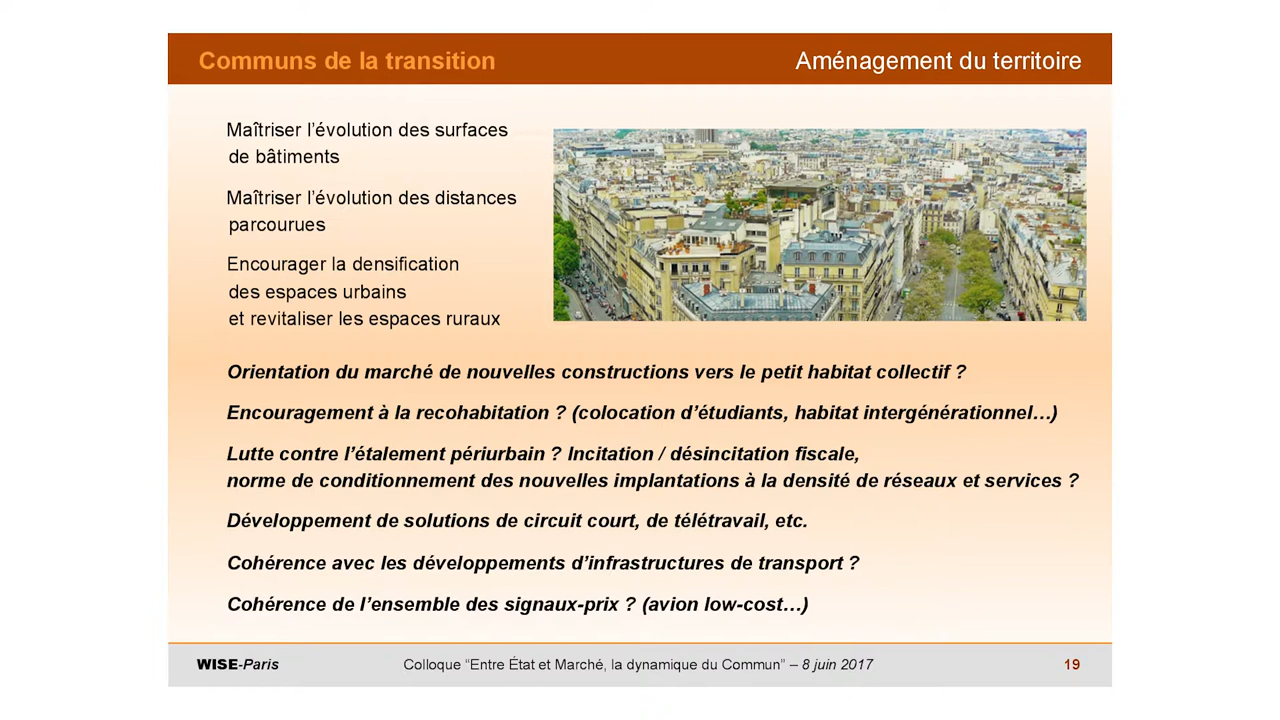 Communs de la transition
Aménagement du territoire
Maîtriser l’évolution des surfaces
de bâtiments
Maîtriser l’évolution des distances
parcourues
Encourager la densification
des espaces urbains
et revitaliser les espaces ruraux
Orientation du marché de nouvelles constructions vers le petit habitat collectif ?
Encouragement à la recohabitation ? (colocation d’étudiants, habitat intergénérationnel…)
Lutte contre l’étalement périurbain ? Incitation / désincitation fiscale,
norme de conditionnement des nouvelles implantations à la densité de réseaux et services ?
Développement de solutions de circuit court, de télétravail, etc.
Cohérence avec les développements d’infrastructures de transport ?
Cohérence de l’ensemble des signaux-prix ? (avion low-cost…)
WISE-Paris
Colloque “Entre État et Marché, la dynamique du Commun” – 8 juin 2017
19